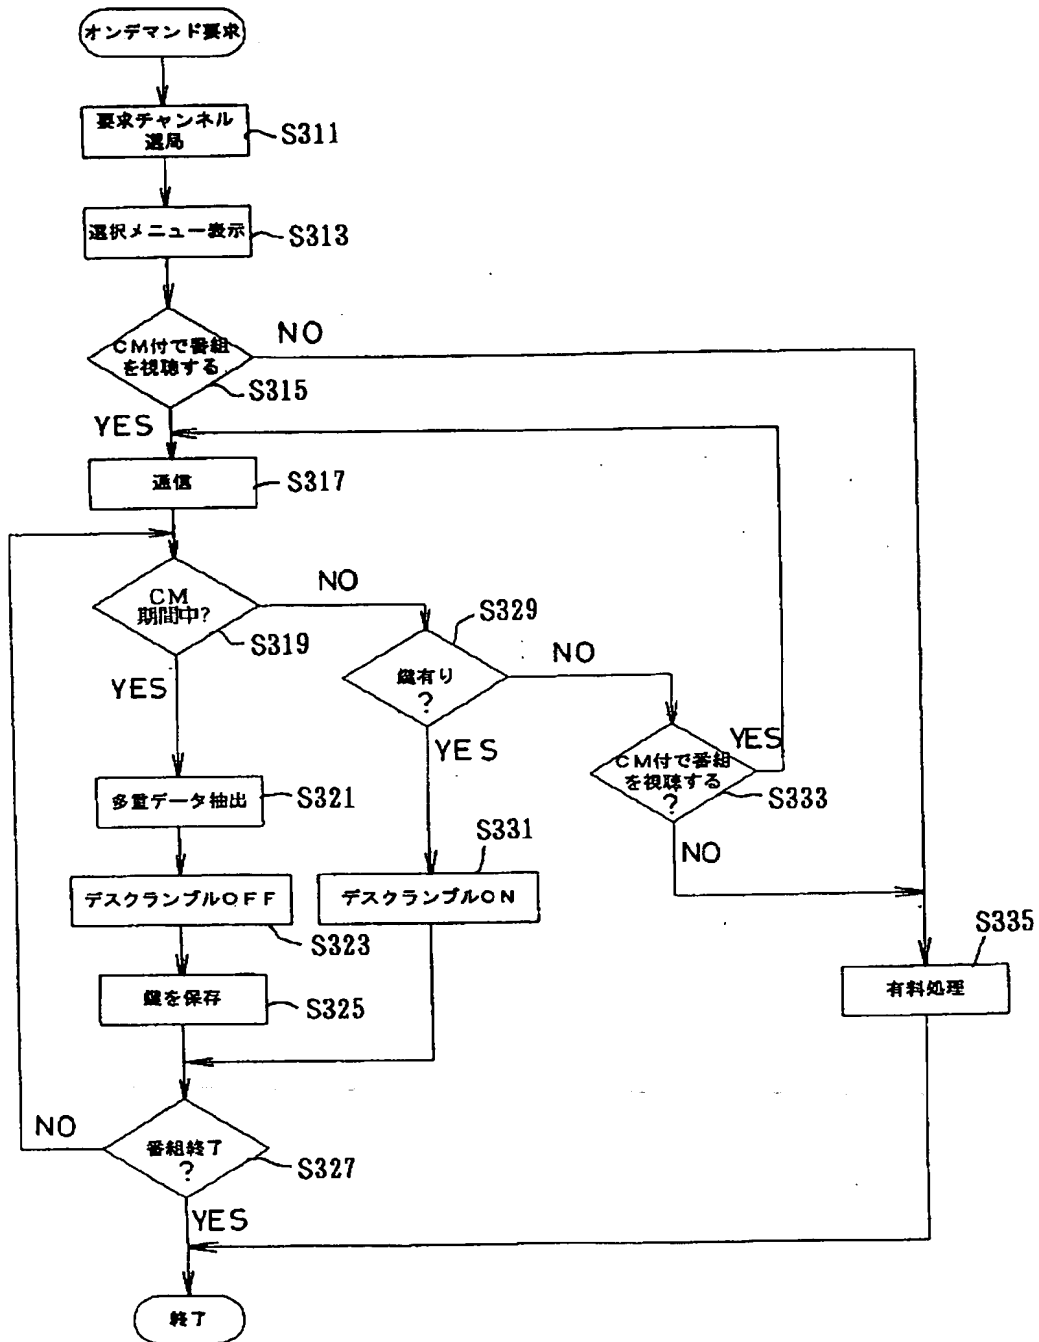 オンデマンド要求
要求チャンネル
選局
S311
選択メニュー表示
S313
CM付で番組
を視聴する
S315
NO
YES
通信
S317
CM
期間中?
S319
NO
YES
S329
鍵有り
?
NO
YES
CM付で番組
を視聴する
?
S333
YES
NO
多重データ抽出
S321
S331
デスクランブルOFF
S323
デスクランブルON
鍵を保存
S325
S335
有料処理
番組終了
?
S327
NO
YES
終了